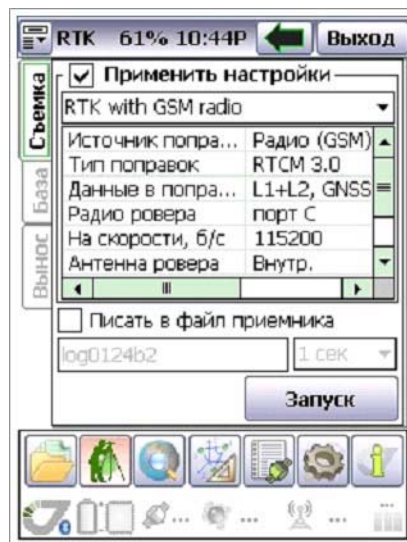 RTK 61% 10:44P Выход
Съемка
База
Вынос
Применить настройки
RTK with GSM radio
Источник попра... Радио (GSM)
Тип поправок RTCM 3.0
Данные в попра... L1+L2, GNSS
Радио ровера порт C
На скорости, б/с 115200
Антенна ровера Внутр.
Писать в файл приемника
log0124b2 1 сек
Запуск
... ... ...